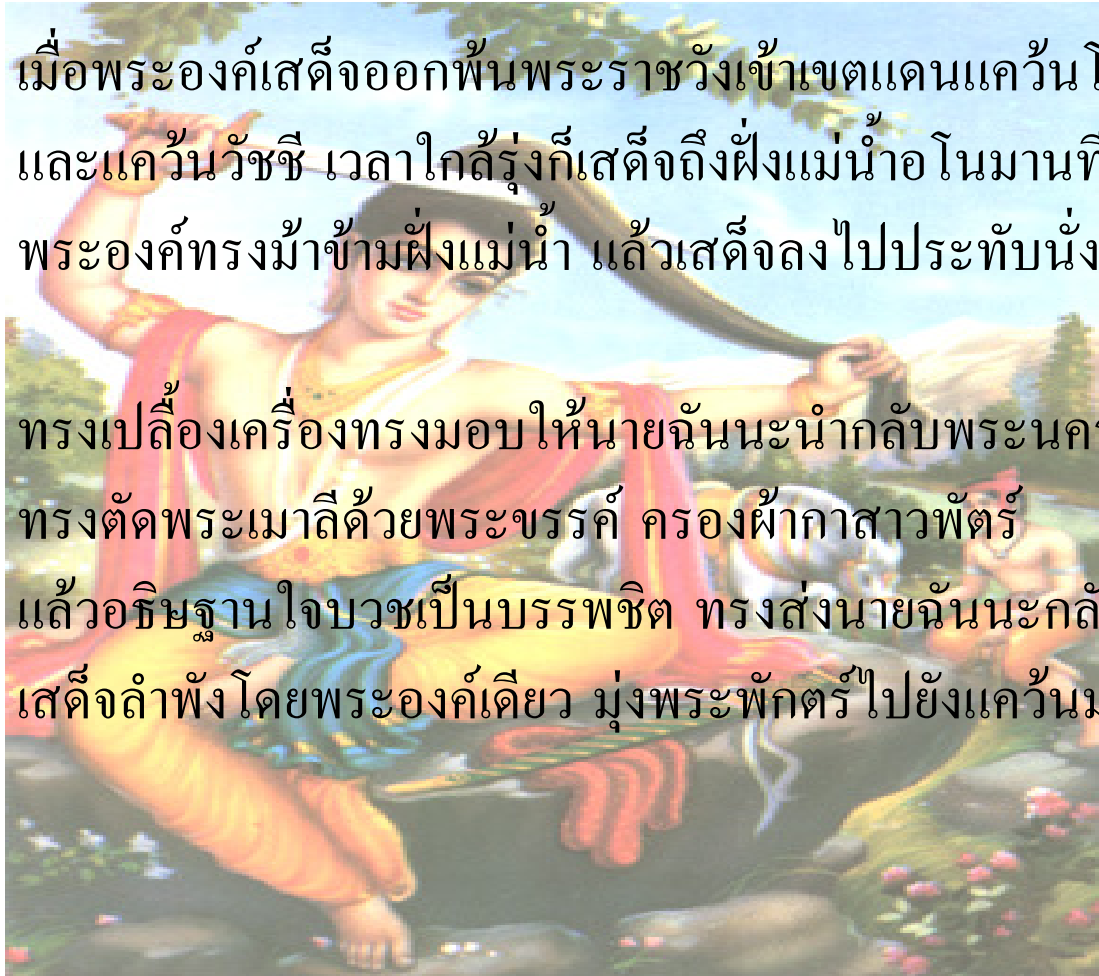 เมื่อพระองค์เสด็จออกพ้นพระราชวังเข้าเขตแดนแคว้น
และแคว้นวัชชี เวลาใกล้รุ่งก็เสด็จถึงฝั่งแม่น้ำอโนมานที
พระองค์ทรงม้าข้ามฝั่งแม่น้ำ แล้วเสด็จลงไปประทับนั่ง
ทรงเปลื้องเครื่องทรงมอบให้นายฉันนะนำกลับพระนคร
ทรงตัดพระเมาลีด้วยพระขรรค์ ครองผ้ากาสาวพัตร์
แล้วอธิษฐานใจบวชเป็นบรรพชิต ทรงส่งนายฉันนะ
เสด็จลำพังโดยพระองค์เดียว มุ่งพระพักตร์ไปยังแคว้น